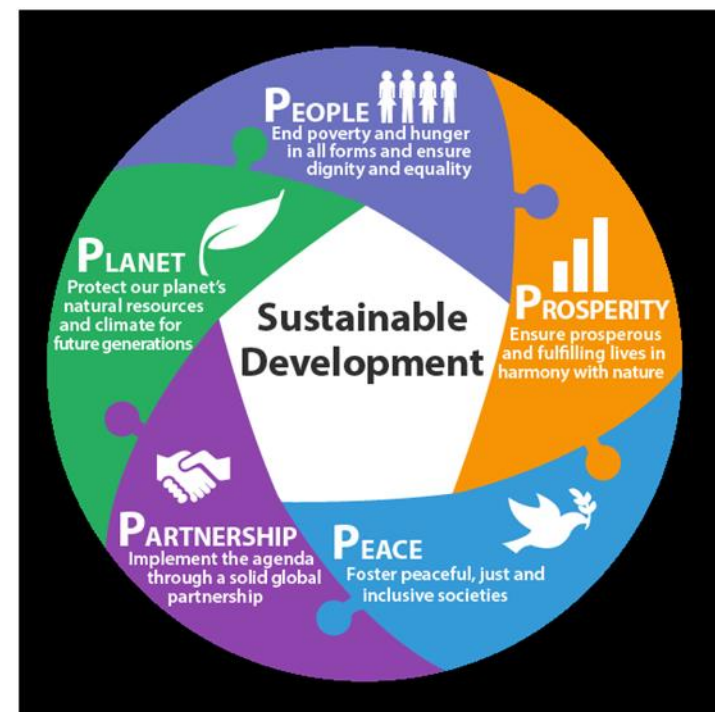 PEOPLE
End poverty and hunger
in all forms and ensure
dignity and equality
PROSPERITY
Ensure prosperous
and fulfilling lives in
harmony with nature
PEACE
Foster peaceful, just and
inclusive societies
PARTNERSHIP
Implement the agenda
through a solid global
partnership
PLANET
Protect our planet’s
natural resources
and climate for
future generations
Sustainable
Development